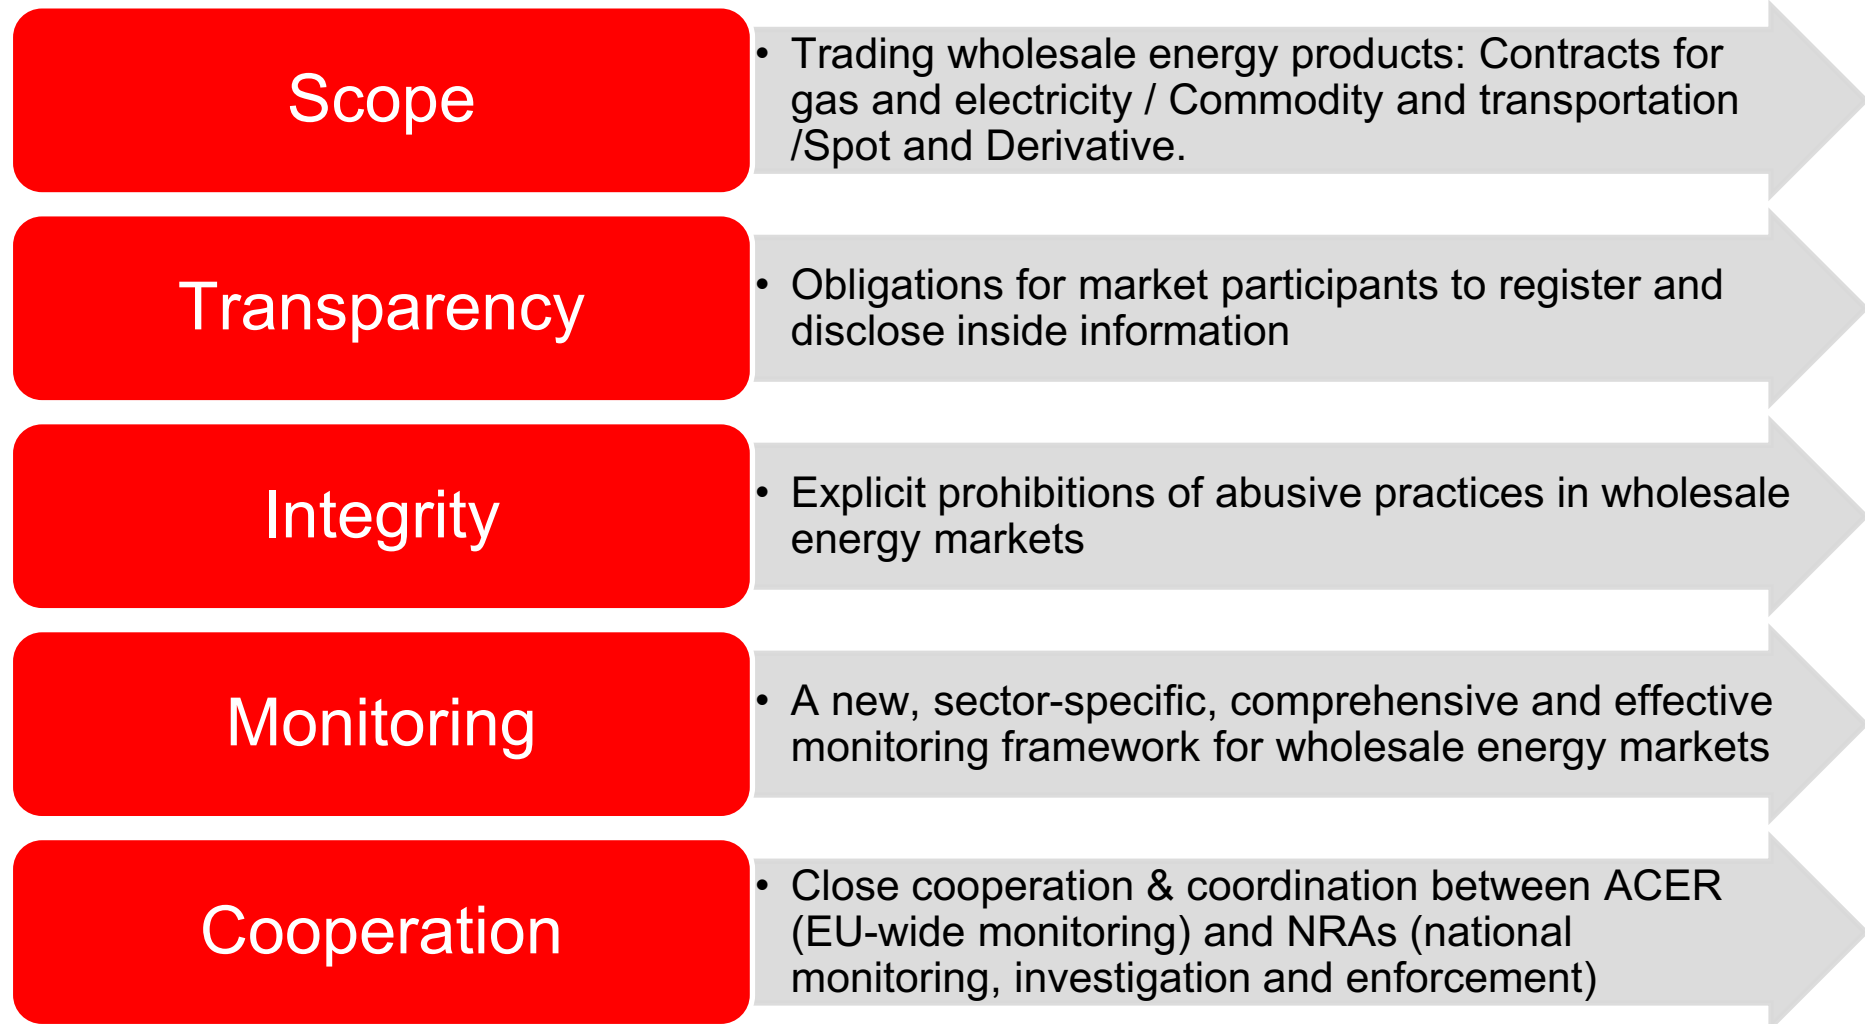 Scope
• Trading wholesale energy products: Contracts for
gas and electricity / Commodity and transportation
/Spot and Derivative.
Transparency
• Obligations for market participants to register and
disclose inside information
Integrity
• Explicit prohibitions of abusive practices in wholesale
energy markets
Monitoring
• A new, sector-specific, comprehensive and effective
monitoring framework for wholesale energy markets
Cooperation
• Close cooperation & coordination between ACER
(EU-wide monitoring) and NRAs (national
monitoring, investigation and enforcement)